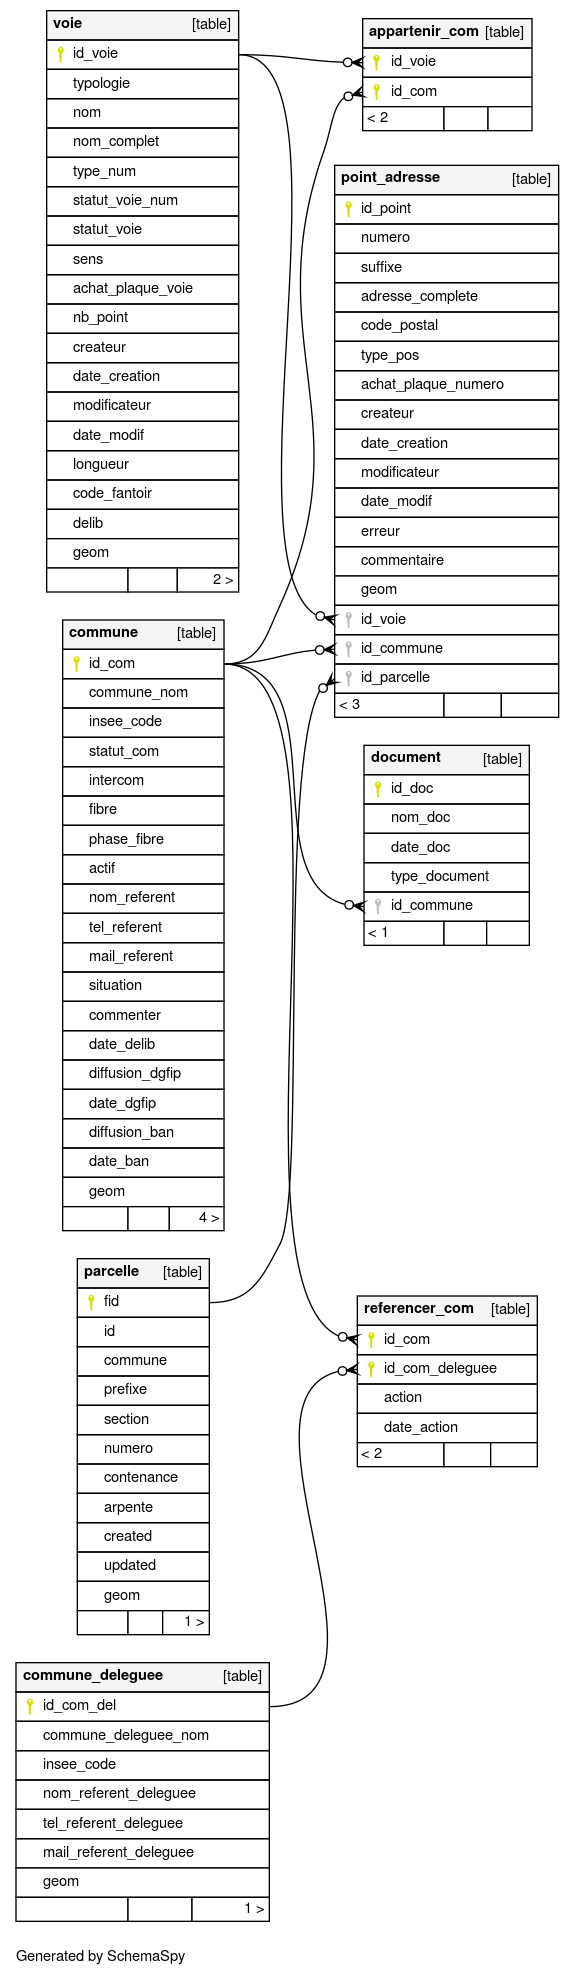 voie [table]
id_voie
typologie
nom
nom_complet
type_num
statut_voie_num
statut_voie
sens
achat_plaque_voie
nb_point
createur
date_creation
modificateur
date_modif
longueur
code_fantoir
delib
geom
2 >
appartenir_com [table]
id_voie
id_com
< 2
point_adresse [table]
id_point
numero
suffixe
adresse_complete
code_postal
type_pos
achat_plaque_numero
createur
date_creation
modificateur
date_modif
erreur
commentaire
geom
id_voie
id_commune
id_parcelle
< 3
commune [table]
id_com
commune_nom
insee_code
statut_com
intercom
fibre
phase_fibre
actif
nom_referent
tel_referent
mail_referent
situation
commenter
date_delib
diffusion_dgfip
date_dgfip
diffusion_ban
date_ban
geom
4 >
document [table]
id_doc
nom_doc
date_doc
type_document
id_commune
< 1
parcelle [table]
fid
id
commune
prefixe
section
numero
contenance
arpente
created
updated
geom
1 >
referencer_com [table]
id_com
id_com_deleguee
action
date_action
< 2
commune_deleguee [table]
id_com_del
commune_deleguee_nom
insee_code
nom_referent_deleguee
tel_referent_deleguee
mail_referent_deleguee
geom
1 >
Generated by SchemaSpy